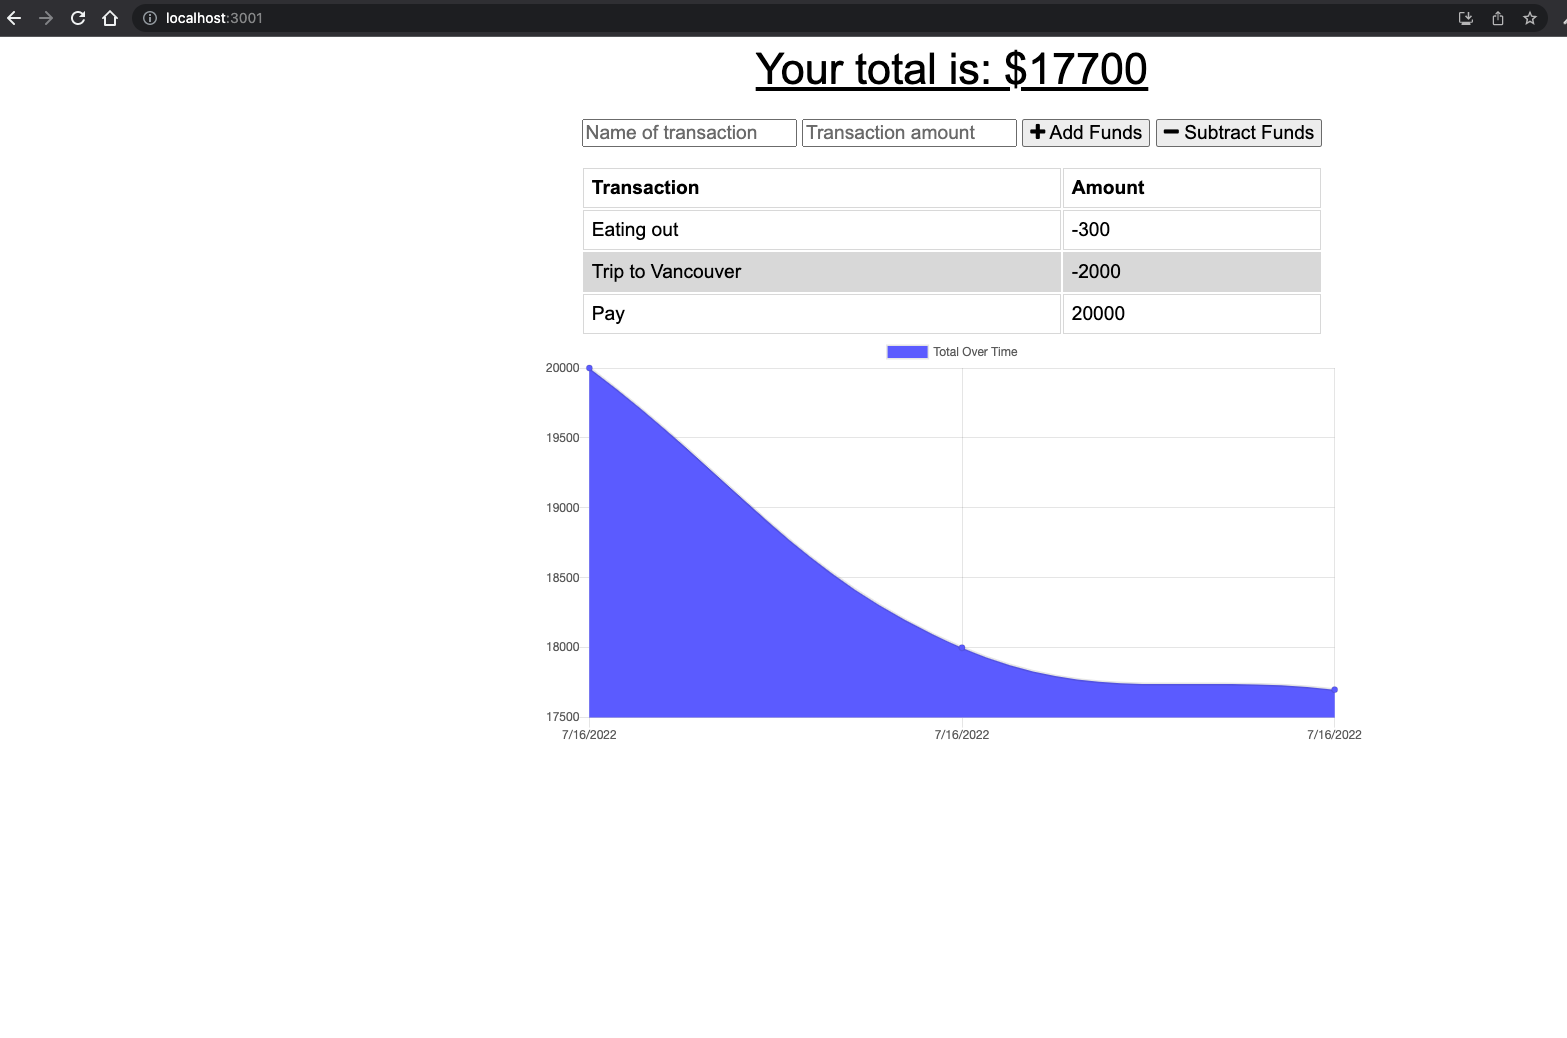 localhost:3001
Your total is: $17700
Name of transaction Transaction amount Add Funds Subtract Funds
Transaction Amount
Eating out -300
Trip to Vancouver -2000
Pay 20000
Total Over Time
20000
19500
19000
18500
18000
17500
7/16/2022 7/16/2022 7/16/2022